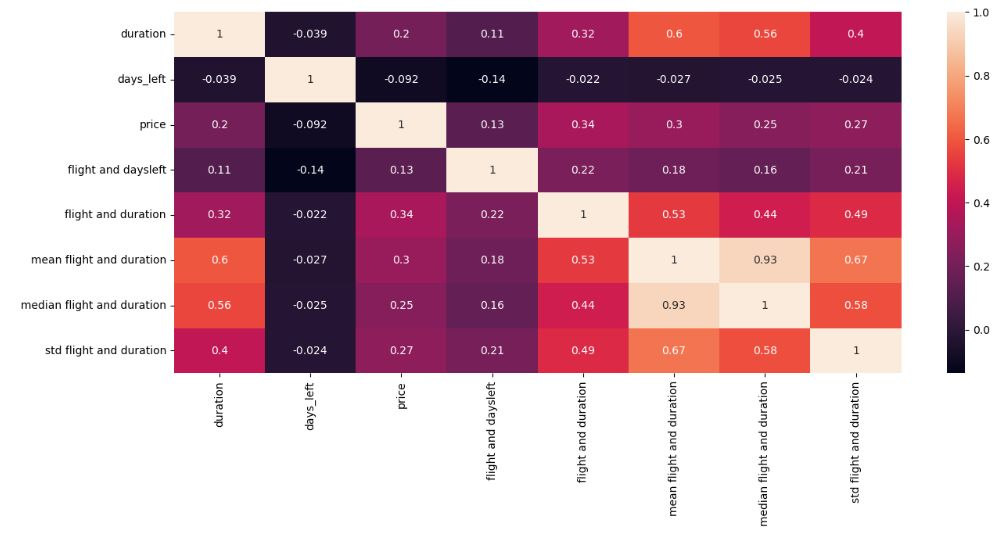 duration 1 -0.039 0.2 0.11 0.32 0.6 0.56 0.4
days_left -0.039 1 -0.092 -0.14 -0.022 -0.027 -0.025 -0.024
price 0.2 -0.092 1 0.13 0.34 0.3 0.25 0.27
flight and daysleft 0.11 -0.14 0.13 1 0.22 0.18 0.16 0.21
flight and duration 0.32 -0.022 0.34 0.22 1 0.53 0.44 0.49
mean flight and duration 0.6 -0.027 0.3 0.18 0.53 1 0.93 0.67
median flight and duration 0.56 -0.025 0.25 0.16 0.44 0.93 1 0.58
std flight and duration 0.4 -0.024 0.27 0.21 0.49 0.67 0.58 1
duration
days_left
price
flight and daysleft
flight and duration
mean flight and duration
median flight and duration
std flight and duration
1.0
0.8
0.6
0.4
0.2
0.0